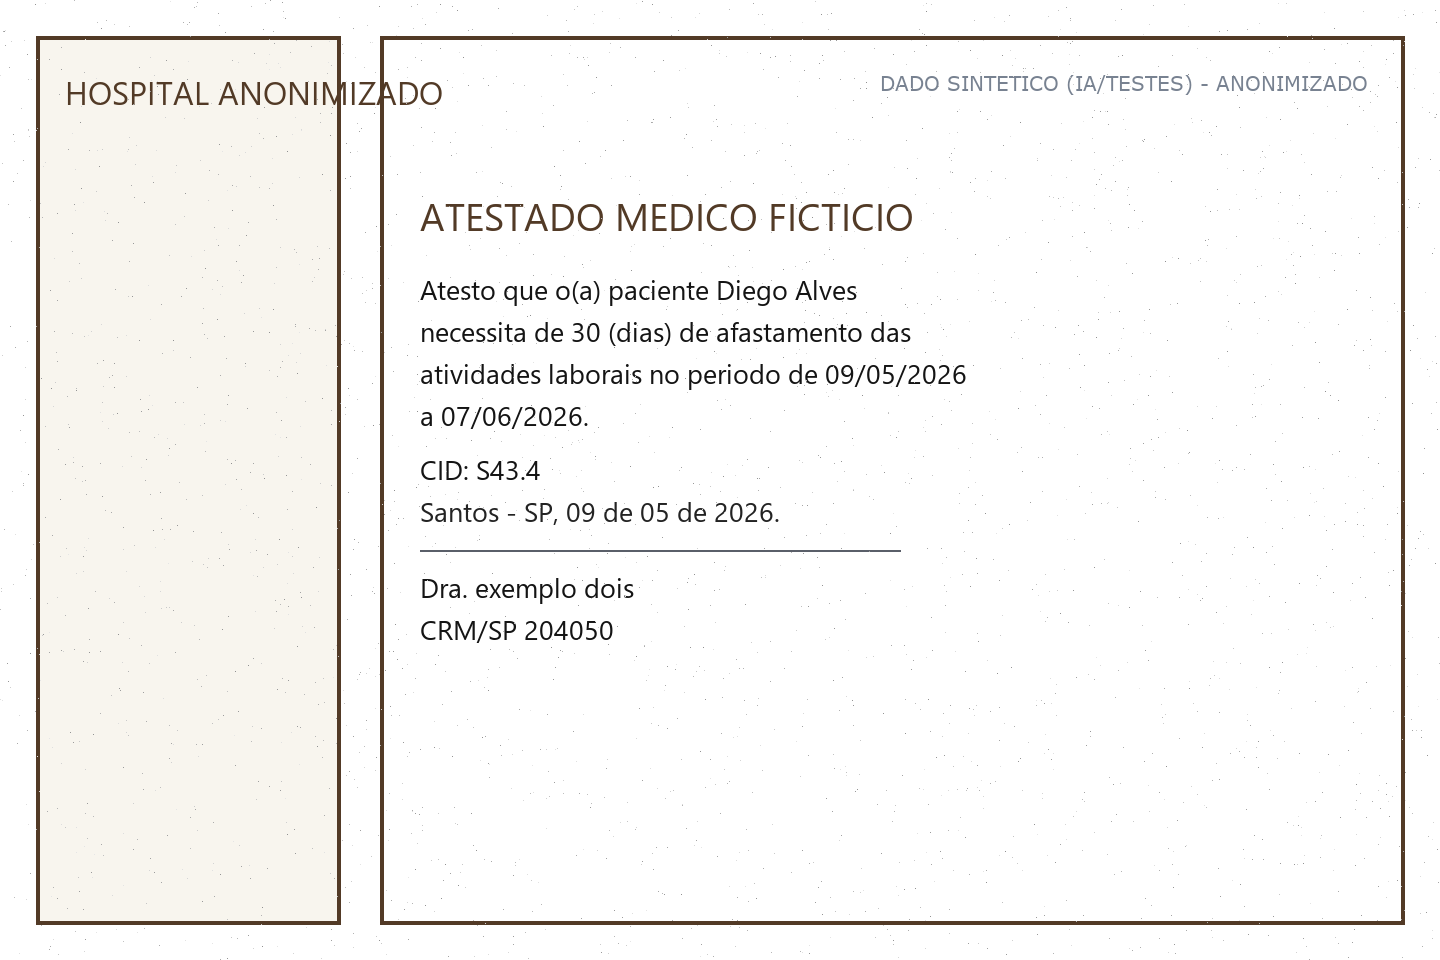 HOSPITAL ANONIMIZADO
DADO SINTETICO (IA/TESTES) - ANONIMIZADO
ATESTADO MEDICO FICTICIO
Atesto que o(a) paciente Diego Alves
necessita de 30 (dias) de afastamento das
atividades laborais no periodo de 09/05/2026
a 07/06/2026.
CID: S43.4
Santos - SP, 09 de 05 de 2026.
Dra. exemplo dois
CRM/SP 204050